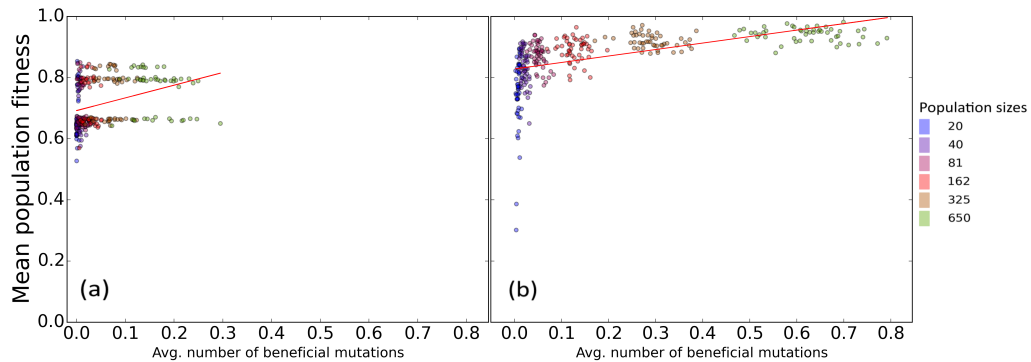 Mean population fitness
1.0
0.8
0.6
0.4
0.2
0.0
(a)
0.0 0.1 0.2 0.3 0.4 0.5 0.6 0.7 0.8
Avg. number of beneficial mutations
(b)
0.0 0.1 0.2 0.3 0.4 0.5 0.6 0.7 0.8
Avg. number of beneficial mutations
Population sizes
20
40
81
162
325
650